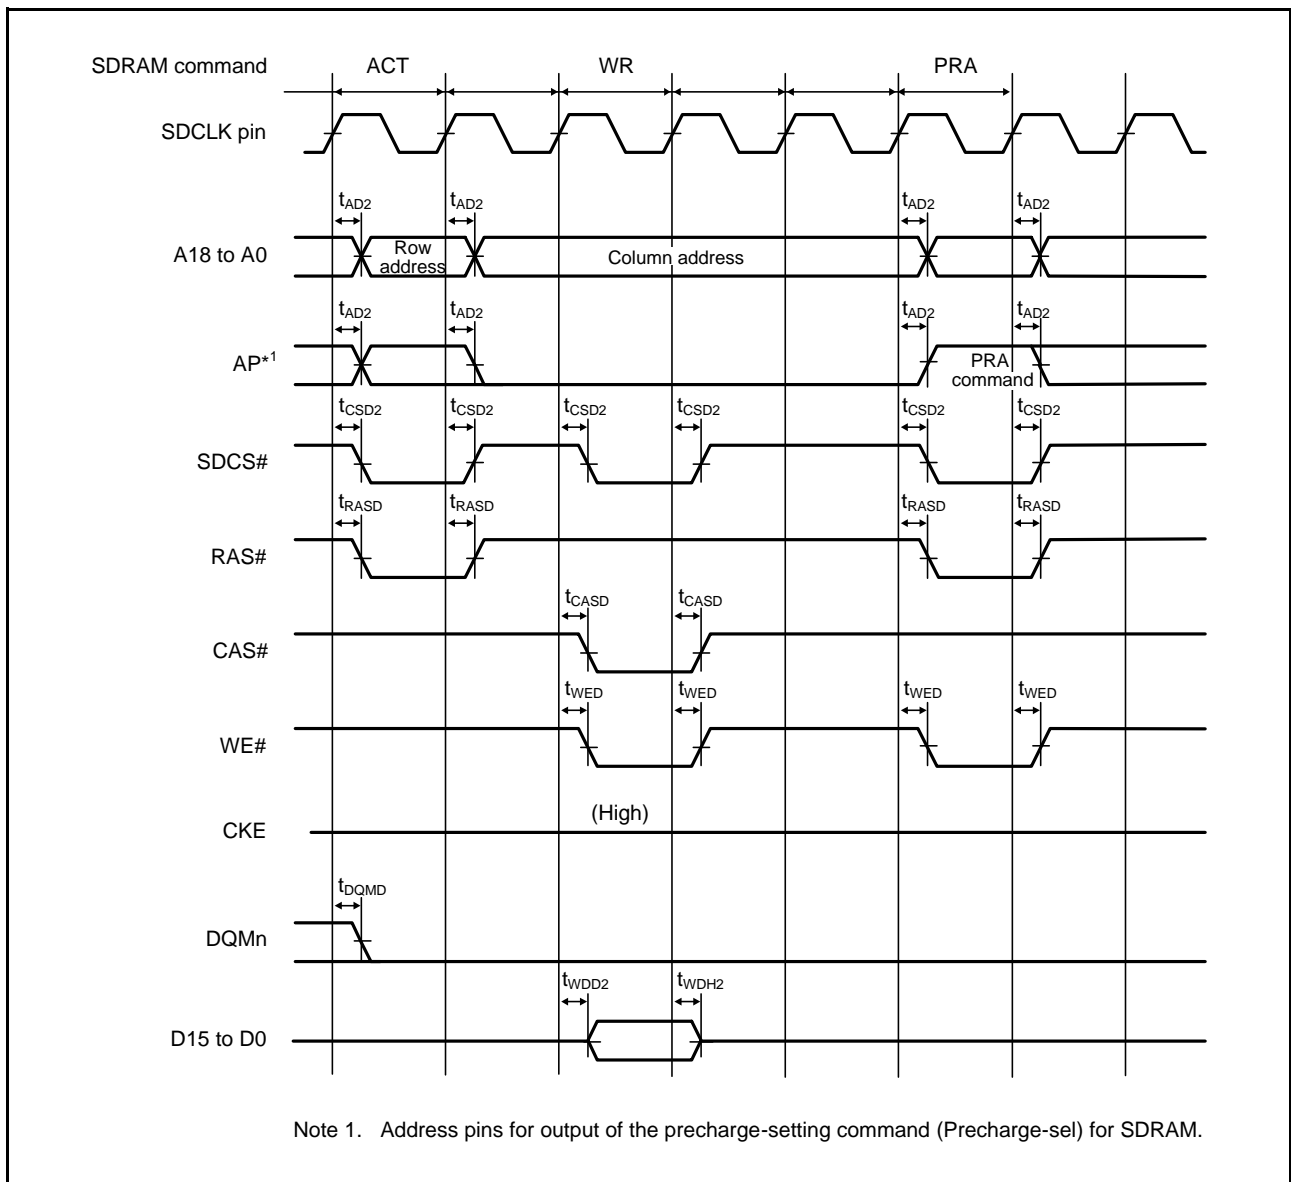 SDRAM command ACT WR PRA
SDCLK pin
tAD2 tAD2 tAD2 tAD2
A18 to A0 Row address Column address
tAD2 tAD2 tAD2 tAD2
AP*1 PRA command
tCSD2 tCSD2 tCSD2 tCSD2 tCSD2 tCSD2
SDCS#
tRASD tRASD tRASD tRASD
RAS#
tCASD tCASD
CAS#
tWED tWED tWED tWED
WE#
(High)
CKE
tDQMD
DQMn
tWDD2 tWDH2
D15 to D0
Note 1. Address pins for output of the precharge-setting command (Precharge-sel) for SDRAM.